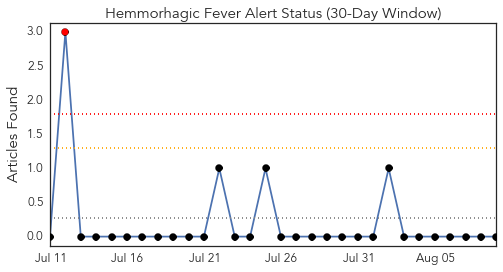 Hemmorhagic Fever Alert Status (30-Day Window)
Articles Found
3.0
2.5
2.0
1.5
1.0
0.5
0.0
Jul 11 Jul 16 Jul 21 Jul 26 Jul 31 Aug 05